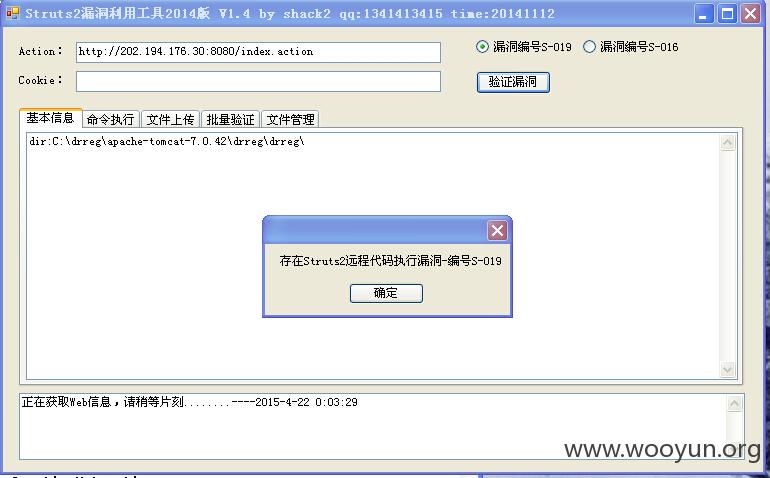 Struts2漏洞利用工具2014版 V1.4 by shack2 qq:1341413415 time:20141112
Action: http://202.194.176.30:8080/index.action 漏洞编号S-019 漏洞编号S-016
Cookie: 验证漏洞
基本信息 命令执行 文件上传 批量验证 文件管理
dir:C:\drreg\apache-tomcat-7.0.42\drreg\drreg\
存在Struts2远程代码执行漏洞-编号S-019
确定
正在获取Web信息，请稍等片刻........----2015-4-22 0:03:29
www.wooyun.org